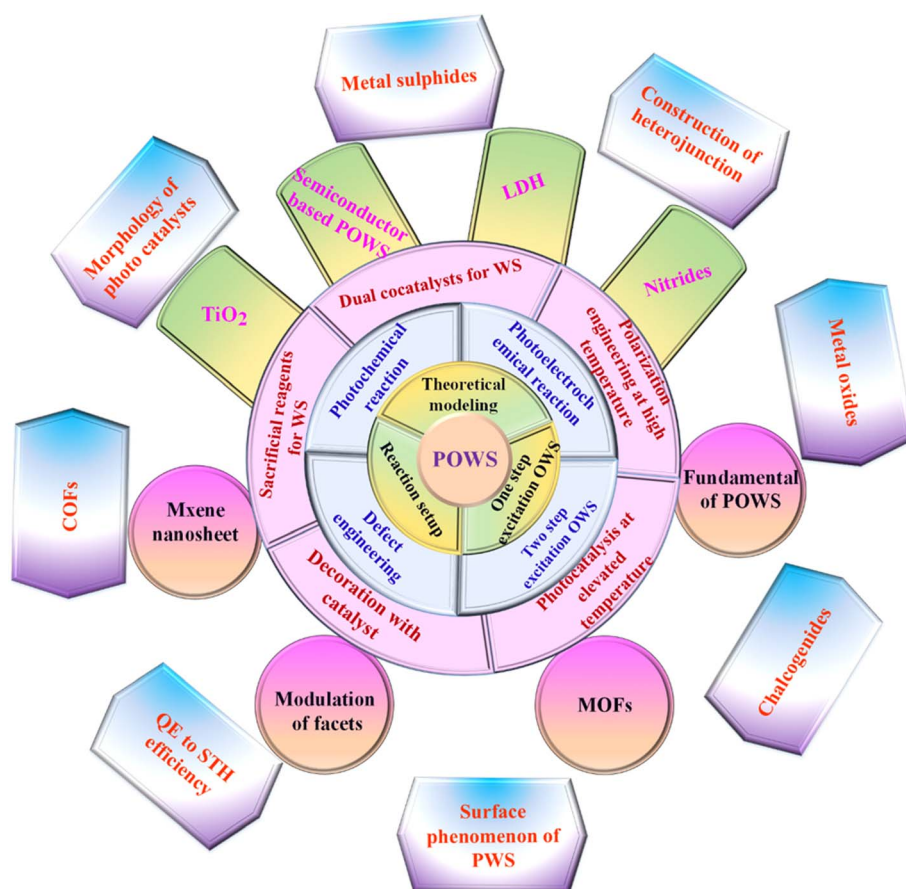 Metal sulphides
Construction of
heterojunction
Morphology of
photo catalysts
Semiconductor
based POWS
LDH
TiO2
Nitrides
Metal oxides
Dual cocatalysts for WS
Polarization
engineering at high
temperature
Sacrificial reagents
for WS
Photochemical
reaction
Photoelectroch
emical reaction
Theoretical
modeling
POWS
Reaction setup
One step
excitation OWS
Defect
engineering
Two step
excitation OWS
Decoration with
catalyst
Photocatalysis at
elevated
temperature
COFs
Mxene
nanosheet
Fundamental
of POWS
Chalcogenides
Modulation
of facets
MOFs
QE to STH
efficiency
Surface
phenomenon of
PWS